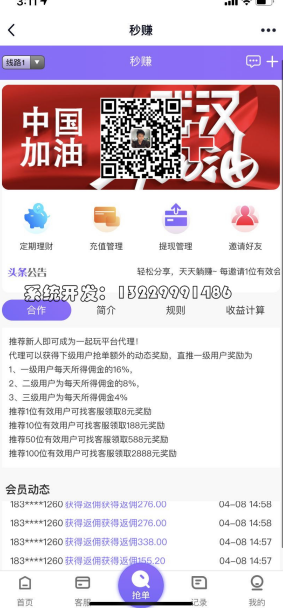 3:11
秒赚
线路1
秒赚
中国
加油
武汉
加油
定期理财
充值管理
提现管理
邀请好友
头条公告
轻松分享，天天躺赚- 每邀请1位有效会
系统开发：13229991486
合作
简介
规则
收益计算
推荐新人即可成为一起玩平台代理！
代理可以获得下级用户抢单额外的动态奖励，直推一级用户奖励为
1、一级用户每天所得佣金的16%，
2、二级用户为每天所得佣金的8%，
3、三级用户为每天所得佣金4%
推荐1位有效用户可找客服领取8元奖励
推荐10位有效用户可找客服领取188元奖励
推荐50位有效用户可找客服领取588元奖励
推荐100位有效用户可找客服领取2888元奖励
会员动态
183****1260 获得返佣获得返佣276.00 04-08 14:58
183****1260 获得返佣获得返佣276.00 04-08 14:58
183****1260 获得返佣获得返佣338.00 04-08 14:57
183****1260 获得返佣获得返佣155.20 04-08 14:57
首页
客服
抢单
记录
我的